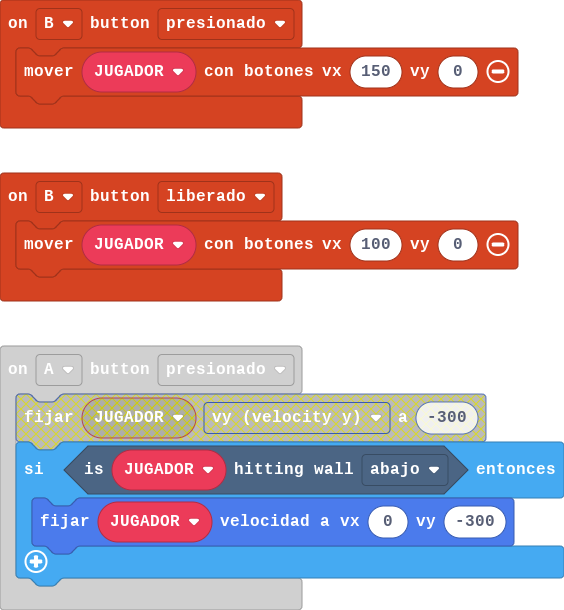 on B button presionado
mover JUGADOR con botones vx 150 vy 0
on B button liberado
mover JUGADOR con botones vx 100 vy 0
on A button presionado
fijar JUGADOR vy (velocity y) a -300
si is JUGADOR hitting wall abajo entonces
fijar JUGADOR velocidad a vx 0 vy -300